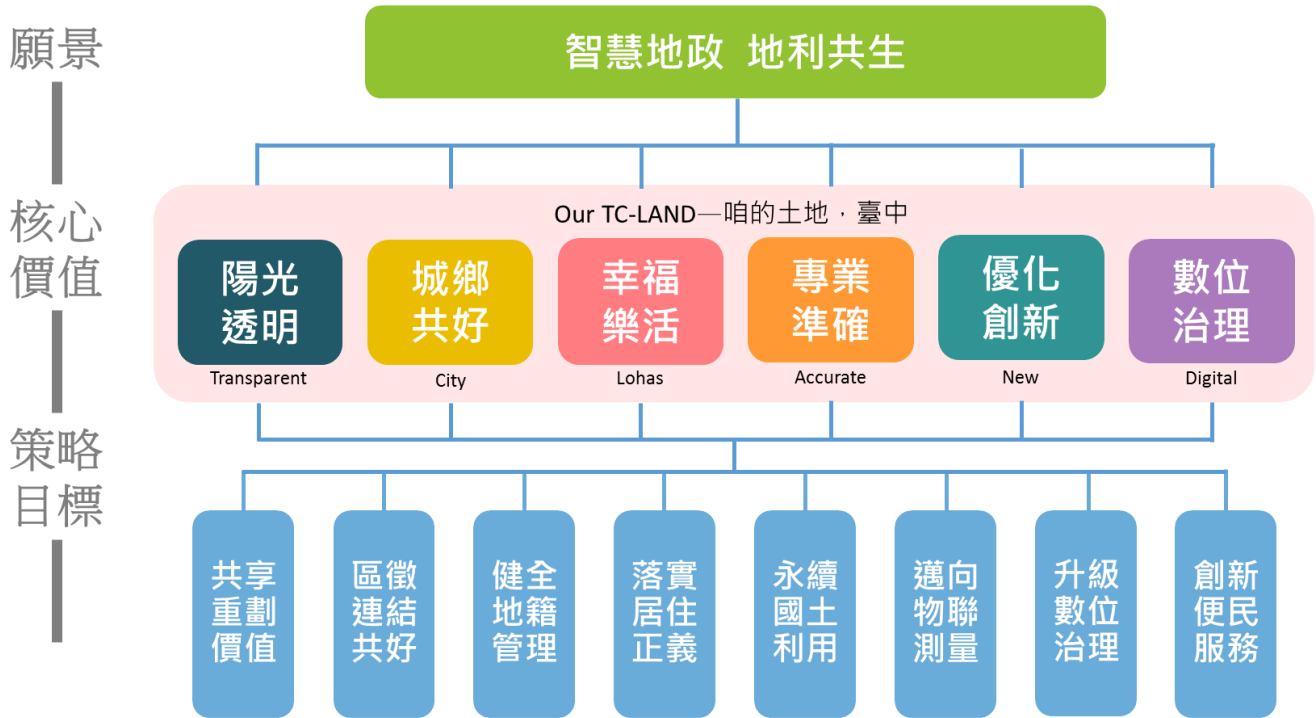 願景
智慧地政 地利共生
核心
價值
Our TC-LAND—咱的土地，臺中
陽光
透明
Transparent
城鄉
共好
City
幸福
樂活
Lohas
專業
準確
Accurate
優化
創新
New
數位
治理
Digital
策略
目標
共享
重劃
價值
區徵
連結
共好
健全
地籍
管理
落實
居住
正義
永續
國土
利用
邁向
物聯
測量
升級
數位
治理
創新
便民
服務